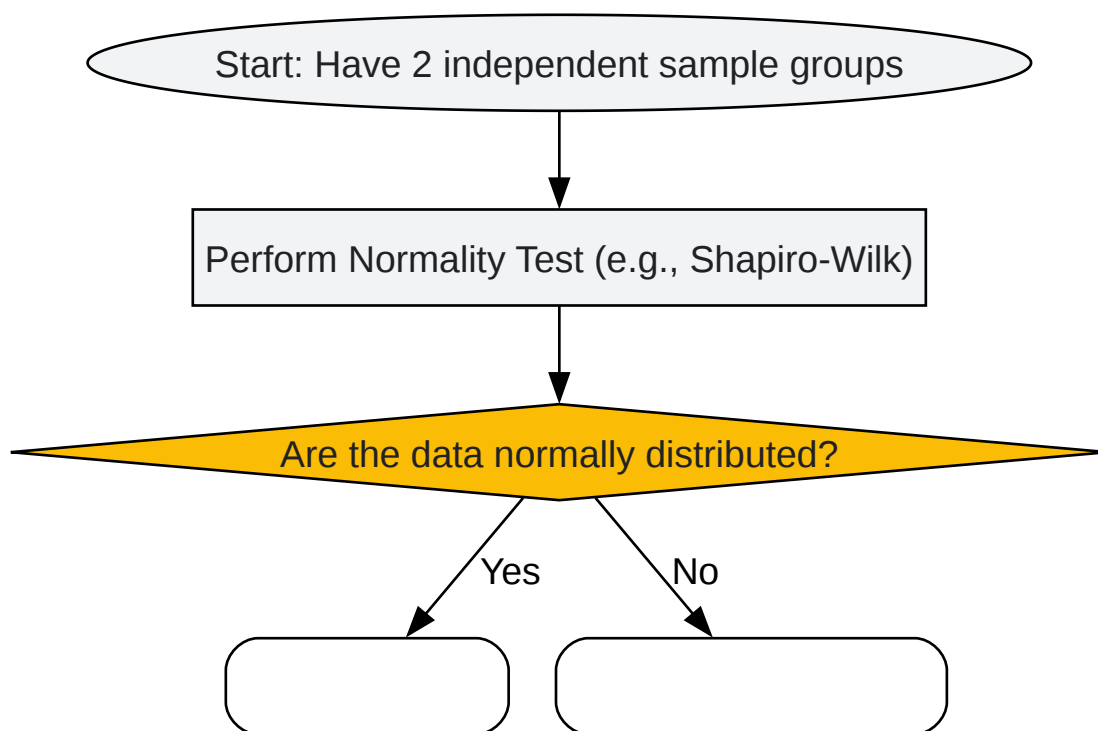 Start: Have 2 independent sample groups
Perform Normality Test (e.g., Shapiro-Wilk)
Are the data normally distributed?
Yes
No